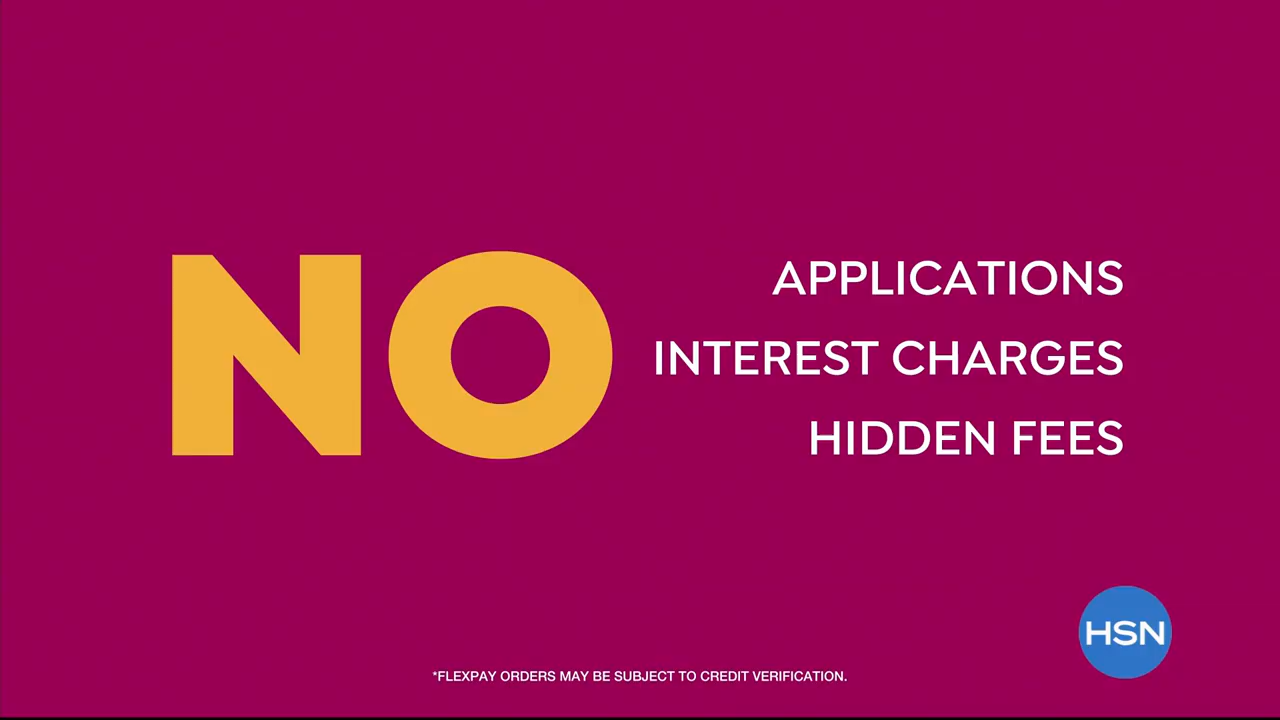 NO
APPLICATIONS
INTEREST CHARGES
HIDDEN FEES
HSN
*FLEXPAY ORDERS MAY BE SUBJECT TO CREDIT VERIFICATION.